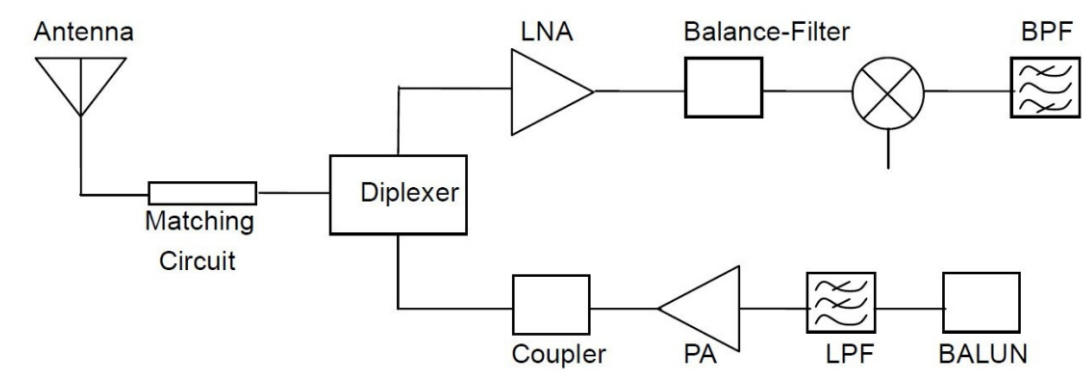 Antenna
LNA
Balance-Filter
BPF
Diplexer
Matching
Circuit
Coupler
PA
LPF
BALUN